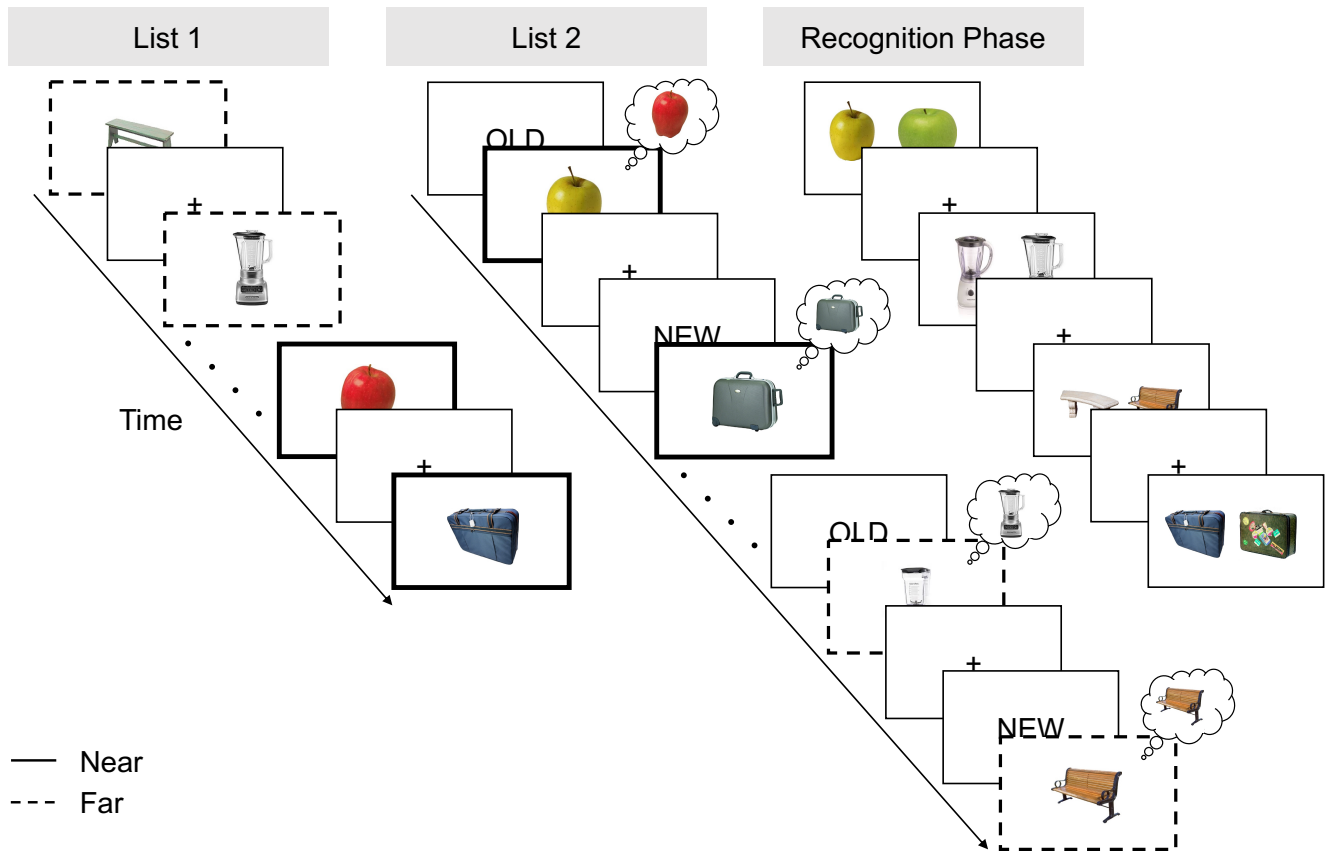 List 1
List 2
Recognition Phase
OLD
+
+
+
+
NEW
+
Time
+
+
OLD
+
NEW
Near
Far